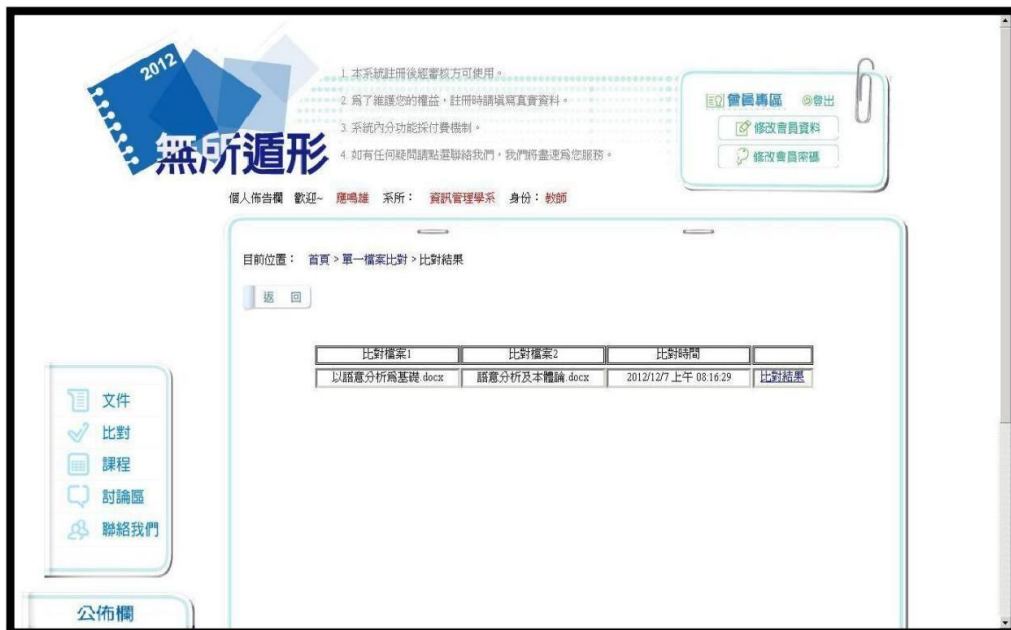 2012
無所遁形
1. 本系統註冊後經審核方可使用。
2. 爲了維護您的權益，註冊時請填寫真實資料。
3. 系統內分功能採付費機制。
4. 如有任何疑問請點選聯絡我們，我們將盡速爲您服務。
會員專區 登出
修改會員資料
修改會員密碼
個人佈告欄 歡迎~ 應鳴雄 系所： 資訊管理學系 身份：教師
目前位置： 首頁 > 單一檔案比對 > 比對結果
返 回
比對檔案1 比對檔案2 比對時間
以語意分析爲基礎.docx 語意分析及本體論.docx 2012/12/7 上午 08:16:29 比對結果
文件
比對
課程
討論區
聯絡我們
公佈欄